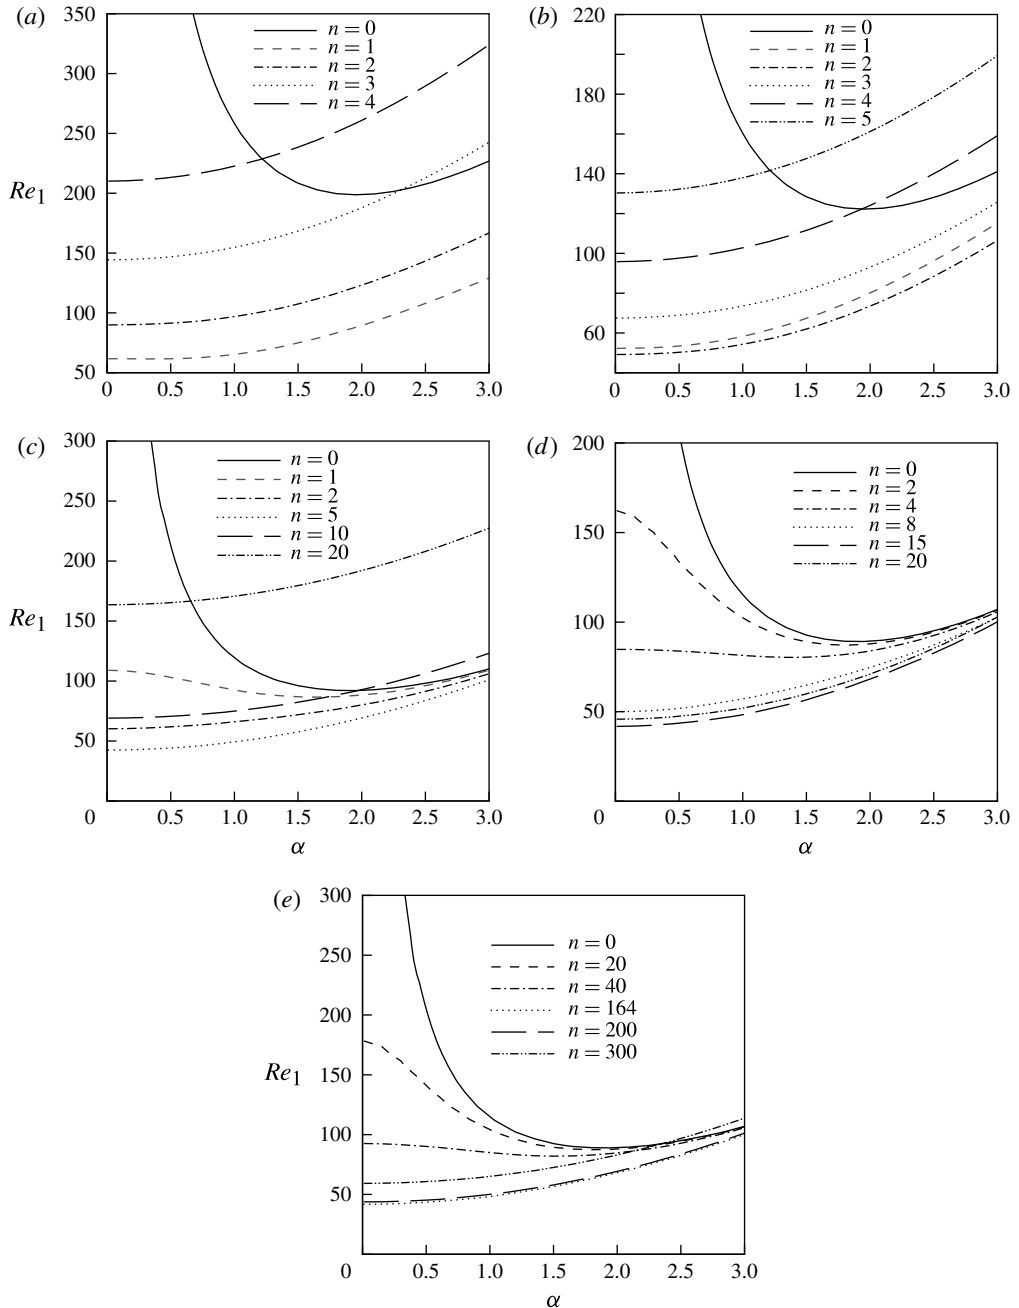 (a)
350
300
250
200
150
100
50
Re1
n = 0
n = 1
n = 2
n = 3
n = 4
0 0.5 1.0 1.5 2.0 2.5 3.0
(b)
220
180
140
100
60
n = 0
n = 1
n = 2
n = 3
n = 4
n = 5
0 0.5 1.0 1.5 2.0 2.5 3.0
(c)
300
250
200
150
100
50
Re1
n = 0
n = 1
n = 2
n = 5
n = 10
n = 20
0 0.5 1.0 1.5 2.0 2.5 3.0
α
(d)
200
150
100
50
n = 0
n = 2
n = 4
n = 8
n = 15
n = 20
0 0.5 1.0 1.5 2.0 2.5 3.0
α
(e)
300
250
200
150
100
50
Re1
n = 0
n = 20
n = 40
n = 164
n = 200
n = 300
0 0.5 1.0 1.5 2.0 2.5 3.0
α